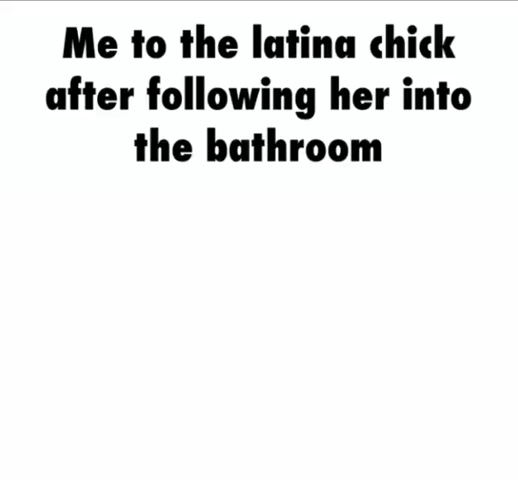 Me to the latina chick
after following her into
the bathroom